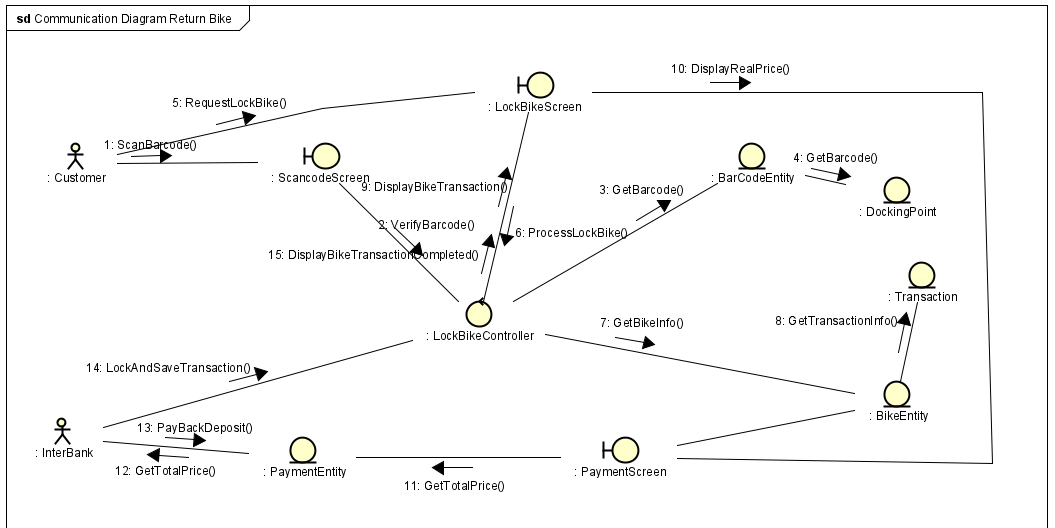 sd Communication Diagram Return Bike
10: DisplayRealPrice()
5: RequestLockBike()
: LockBikeScreen
1: ScanBarcode()
4: GetBarcode()
: Customer
: ScancodeScreen
: BarCodeEntity
9: DisplayBikeTransaction()
3: GetBarcode()
: DockingPoint
2: VerifyBarcode()
6: ProcessLockBike()
15: DisplayBikeTransactionCompleted()
: Transaction
7: GetBikeInfo()
8: GetTransactionInfo()
: LockBikeController
14: LockAndSaveTransaction()
: BikeEntity
13: PayBackDeposit()
: InterBank
12: GetTotalPrice()
: PaymentEntity
: PaymentScreen
11: GetTotalPrice()